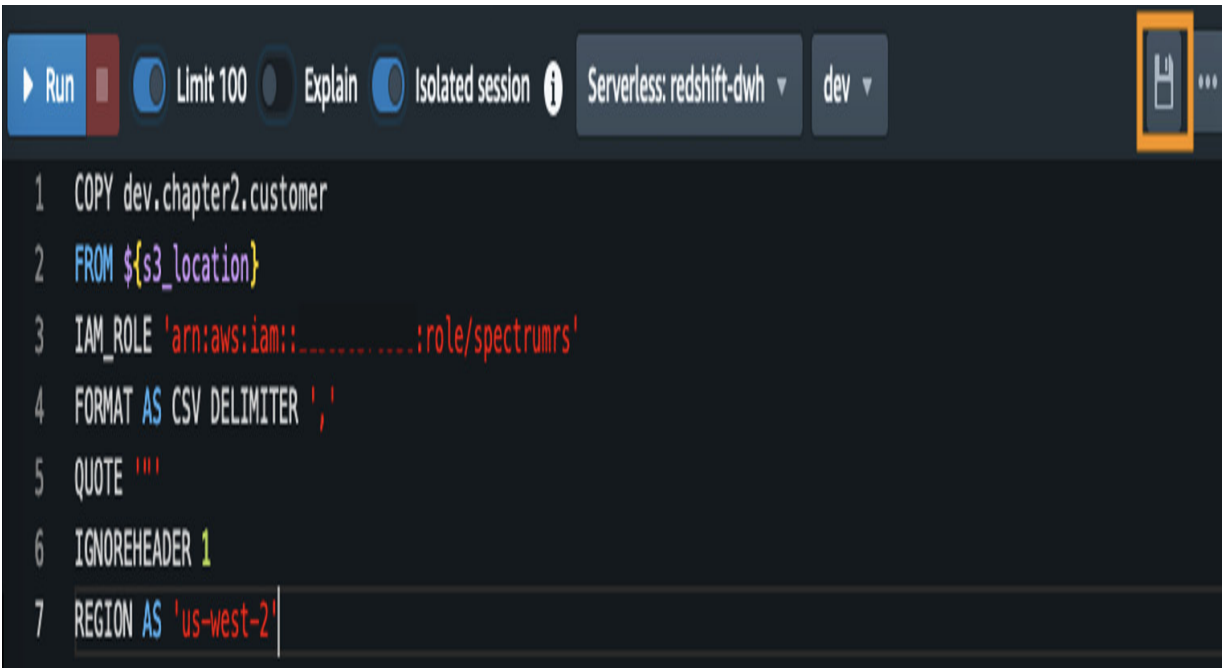 Run Limit 100 Explain Isolated session i Serverless: redshift-dwh dev
1 COPY dev.chapter2.customer
2 FROM ${s3_location}
3 IAM_ROLE 'arn:aws:iam:: :role/spectrumrs'
4 FORMAT AS CSV DELIMITER ','
5 QUOTE '"'
6 IGNOREHEADER 1
7 REGION AS 'us-west-2'